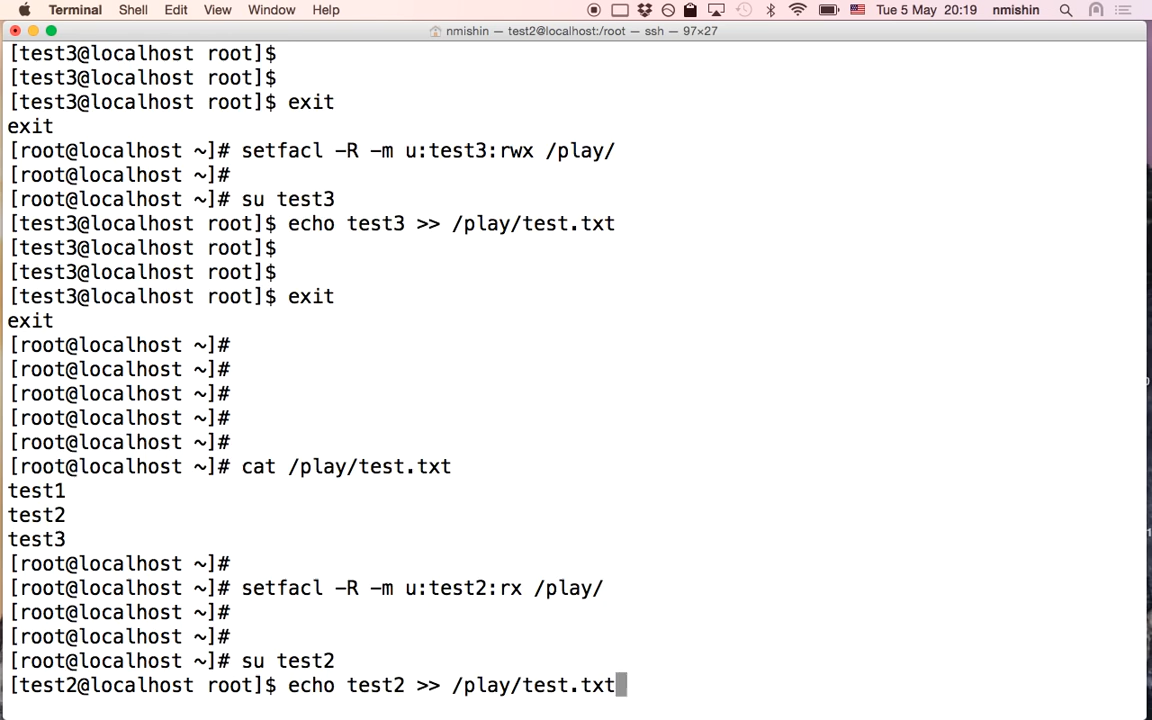 Terminal Shell Edit View Window Help Tue 5 May 20:19 nmishin
nmishin — test2@localhost:/root — ssh — 97×27
[test3@localhost root]$
[test3@localhost root]$
[test3@localhost root]$ exit
exit
[root@localhost ~]# setfacl -R -m u:test3:rwx /play/
[root@localhost ~]#
[root@localhost ~]# su test3
[test3@localhost root]$ echo test3 >> /play/test.txt
[test3@localhost root]$
[test3@localhost root]$
[test3@localhost root]$ exit
exit
[root@localhost ~]#
[root@localhost ~]#
[root@localhost ~]#
[root@localhost ~]#
[root@localhost ~]#
[root@localhost ~]# cat /play/test.txt
test1
test2
test3
[root@localhost ~]#
[root@localhost ~]# setfacl -R -m u:test2:rx /play/
[root@localhost ~]#
[root@localhost ~]#
[root@localhost ~]# su test2
[test2@localhost root]$ echo test2 >> /play/test.txt